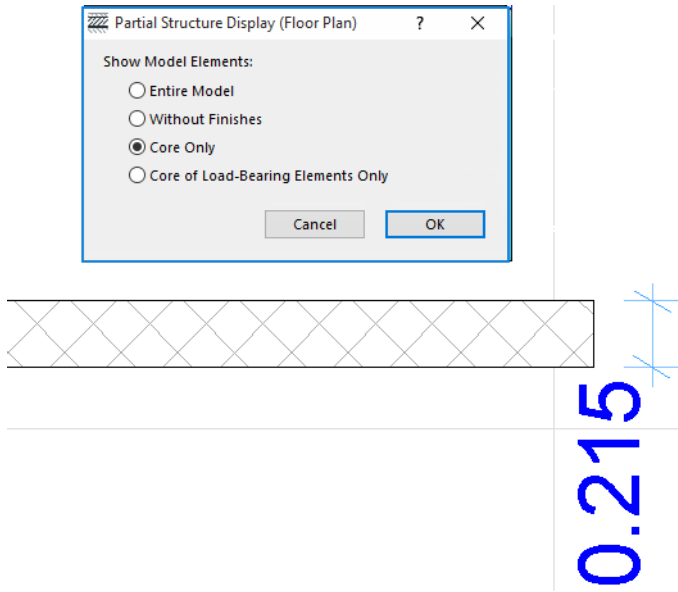 Partial Structure Display (Floor Plan) ?
Show Model Elements:
Entire Model
Without Finishes
Core Only
Core of Load-Bearing Elements Only
Cancel OK
0.215